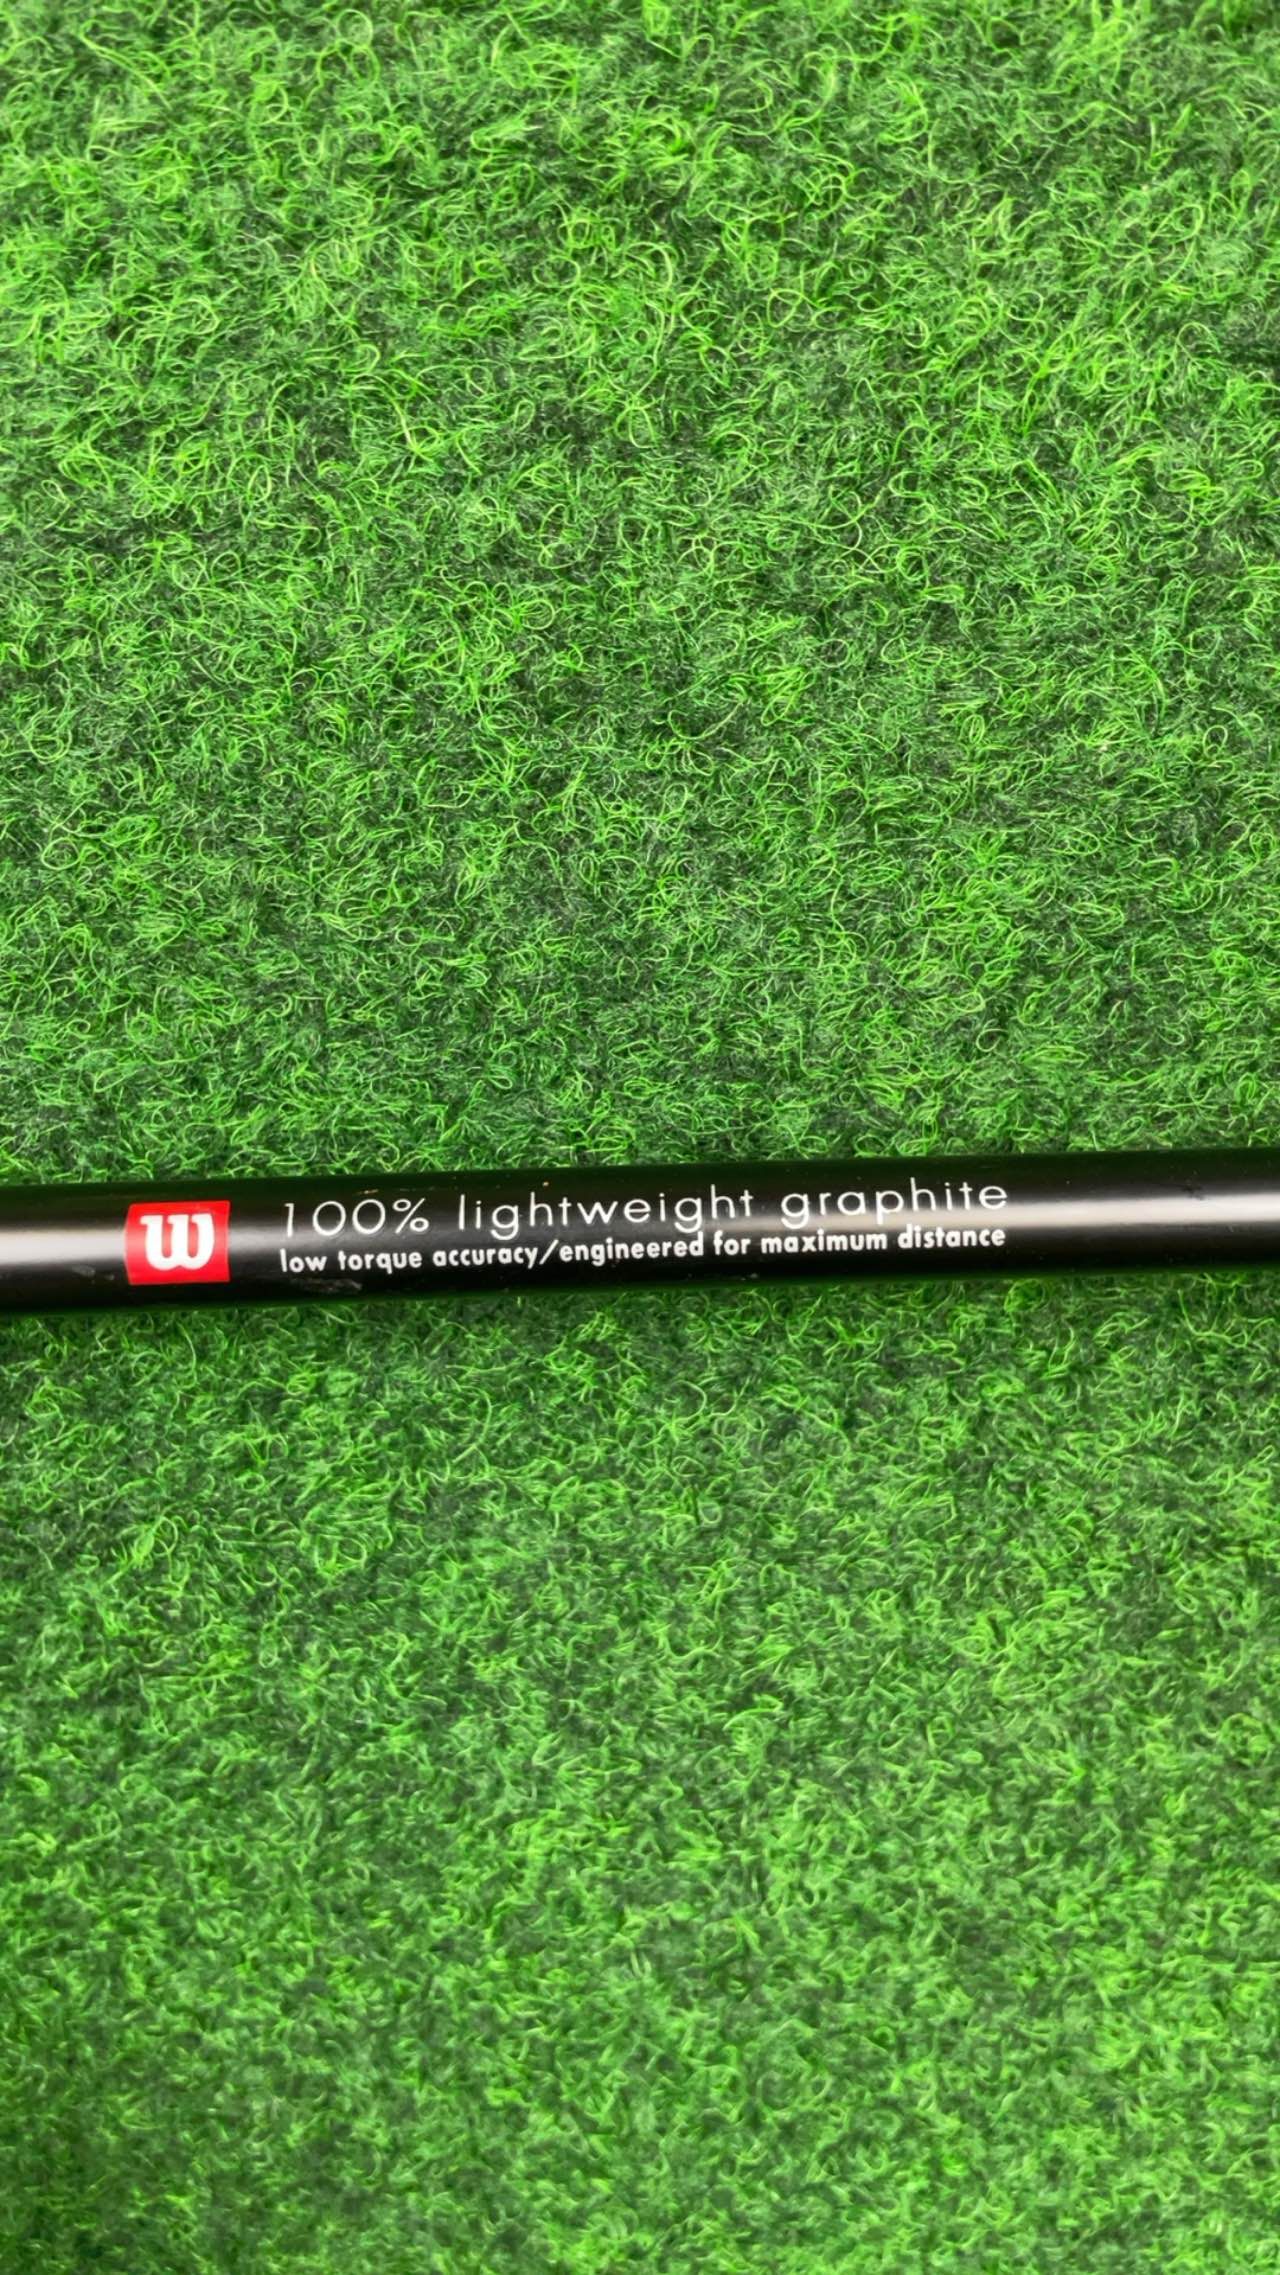 W
100% lightweight graphite
low torque accuracy/engineered for maximum distance